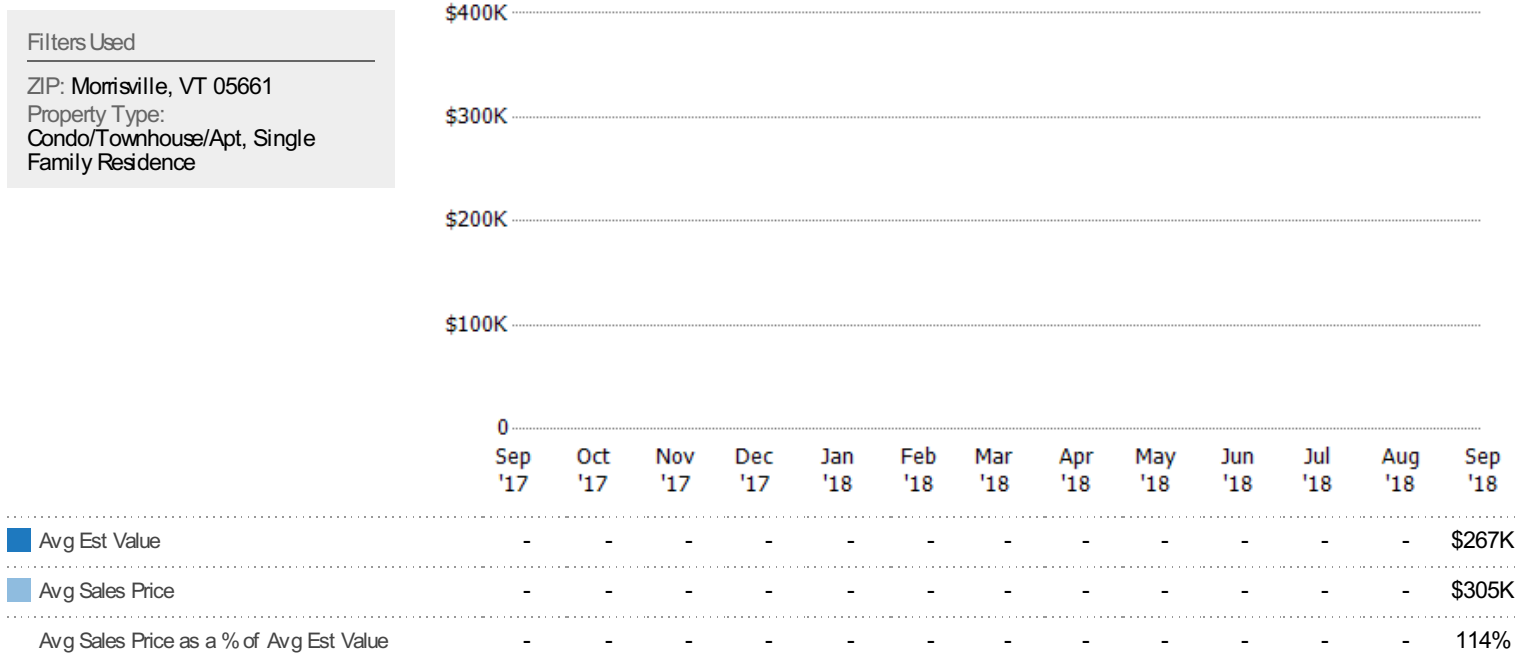 Filters Used
ZIP: Morrisville, VT 05661
Property Type:
Condo/Townhouse/Apt, Single
Family Residence
$400K
$300K
$200K
$100K
0
Sep Oct Nov Dec Jan Feb Mar Apr May Jun Jul Aug Sep
'17 '17 '17 '17 '18 '18 '18 '18 '18 '18 '18 '18 '18
Avg Est Value - - - - - - - - - - - - $267K
Avg Sales Price - - - - - - - - - - - - $305K
Avg Sales Price as a % of Avg Est Value - - - - - - - - - - - - 114%